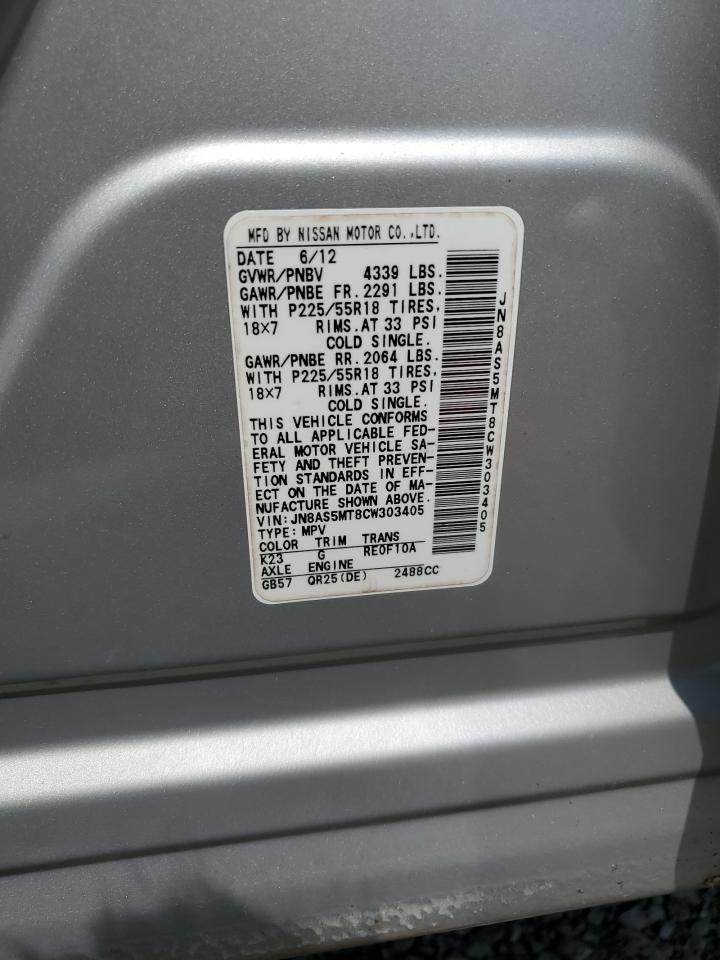 MFD BY NISSAN MOTOR CO.,LTD.
DATE 6/12
GVWR/PNBV 4339 LBS.
GAWR/PNBE FR.2291 LBS.
WITH P225/55R18 TIRES,
18X7 RIMS.AT 33 PSI
COLD SINGLE.
GAWR/PNBE RR.2064 LBS.
WITH P225/55R18 TIRES,
18X7 RIMS.AT 33 PSI
COLD SINGLE.
THIS VEHICLE CONFORMS
TO ALL APPLICABLE FED-
ERAL MOTOR VEHICLE SA-
FETY AND THEFT PREVEN-
TION STANDARDS IN EFF-
ECT ON THE DATE OF MA-
NUFACTURE SHOWN ABOVE.
VIN:JN8AS5MT8CW303405
TYPE:MPV
COLOR TRIM TRANS
K23 G RE0F10A
AXLE ENGINE
GB57 QR25(DE) 2488CC
JN8AS5MT8CW303405